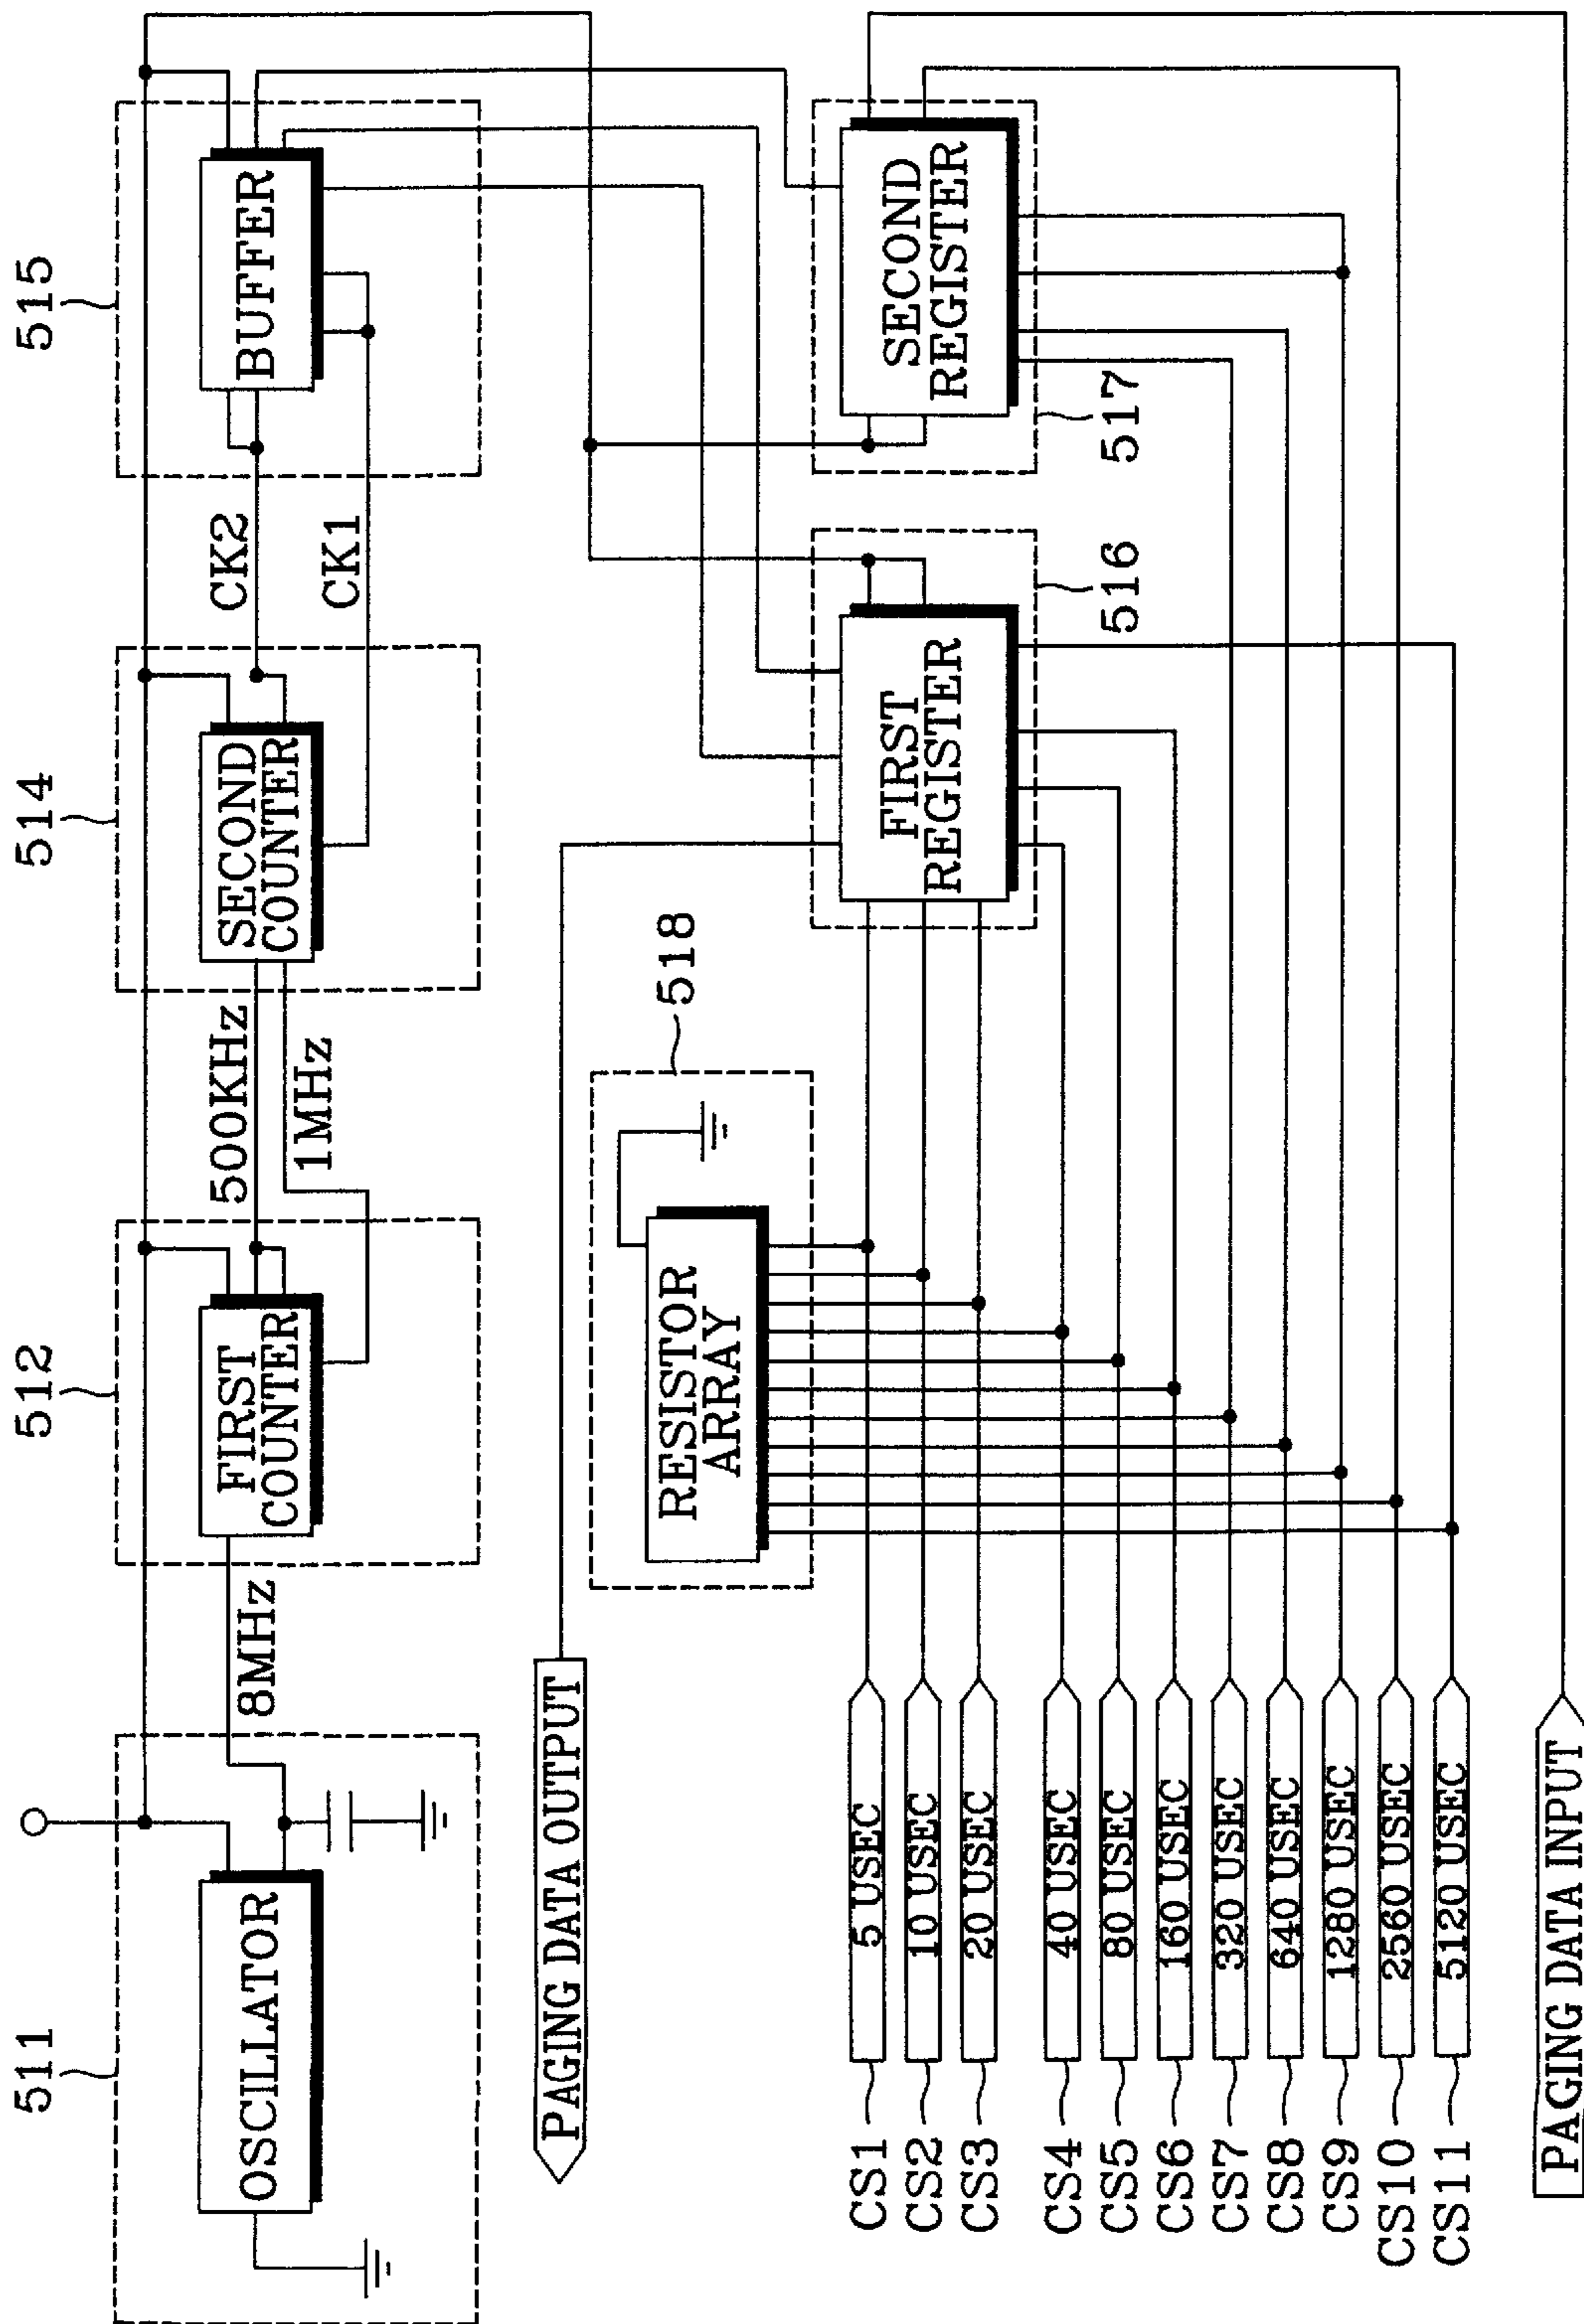 511
OSCILLATOR
8MHz
512
FIRST
COUNTER
500KHz
1MHz
514
SECOND
COUNTER
CK2
CK1
515
BUFFER
PAGING DATA OUTPUT
518
RESISTOR
ARRAY
FIRST
REGISTER
516
SECOND
REGISTER
517
CS1
5 USEC
CS2
10 USEC
CS3
20 USEC
CS4
40 USEC
CS5
80 USEC
CS6
160 USEC
CS7
320 USEC
CS8
640 USEC
CS9
1280 USEC
CS10
2560 USEC
CS11
5120 USEC
PAGING DATA INPUT